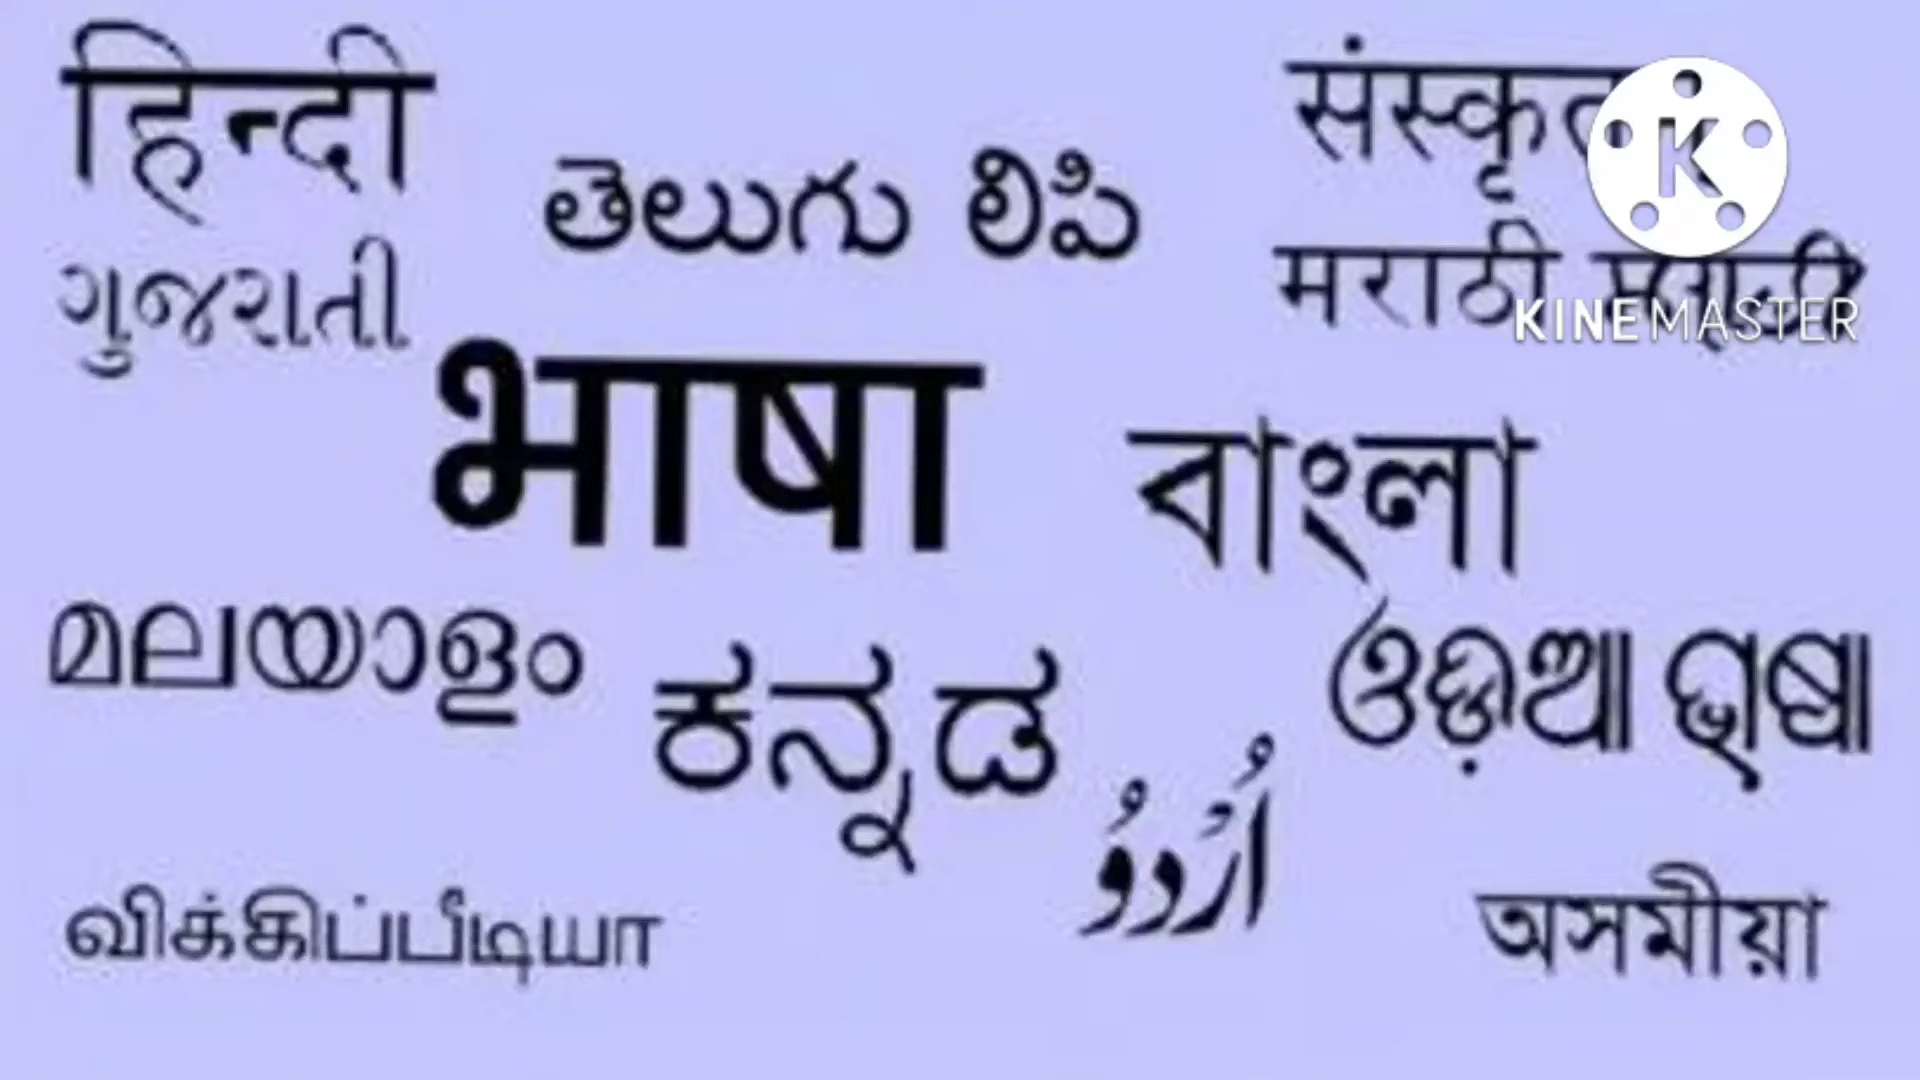 हिन्दी
తెలుగు లిపి
ગુજરાતી
मराठी
KINEMASTER
भाषा
বাংলা
മലയാളം
ಕನ್ನಡ
ଓଡ଼ିଆ ଭାଷା
اُردُو
விக்கிப்பீடியா
অসমীয়া